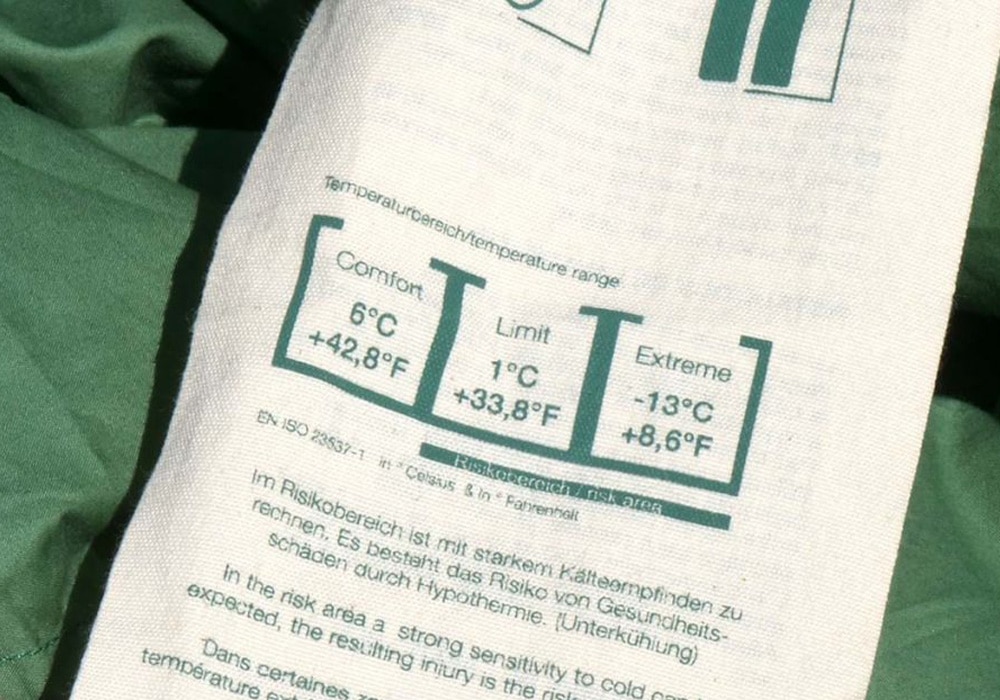 Temperaturbereich/temperature range
Comfort
6°C
+42,8°F
Limit
1°C
+33,8°F
Extreme
-13°C
+8,6°F
Risikobereich / risk area
EN ISO 23537-1 in ° Celsius & in ° Fahrenheit
Im Risikobereich ist mit starkem Kälteempfinden zu
rechnen. Es besteht das Risiko von Gesundheits-
schäden durch Hypothermie. (Unterkühlung)
In the risk area a strong sensitivity to cold can
expected, the resulting injury is the risk
Dans certaines
température